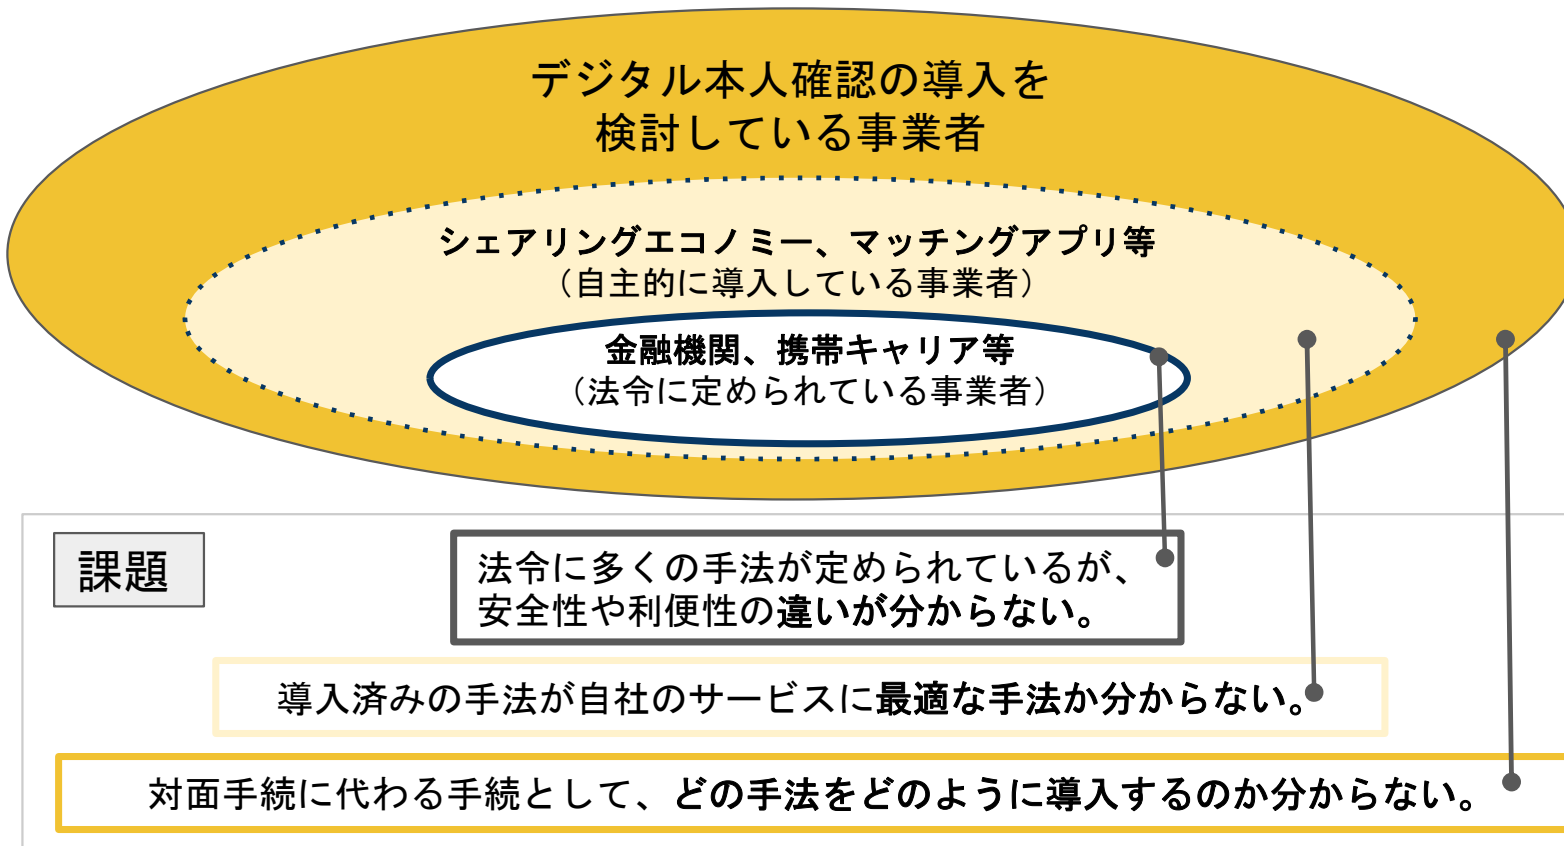 デジタル本人確認の導入を
検討している事業者
シェアリングエコノミー、マッチングアプリ等
（自主的に導入している事業者）
金融機関、携帯キャリア等
（法令に定められている事業者）
課題
法令に多くの手法が定められているが、
安全性や利便性の違いが分からない。
導入済みの手法が自社のサービスに最適な手法か分からない。
対面手続に代わる手続として、どの手法をどのように導入するのか分からない。